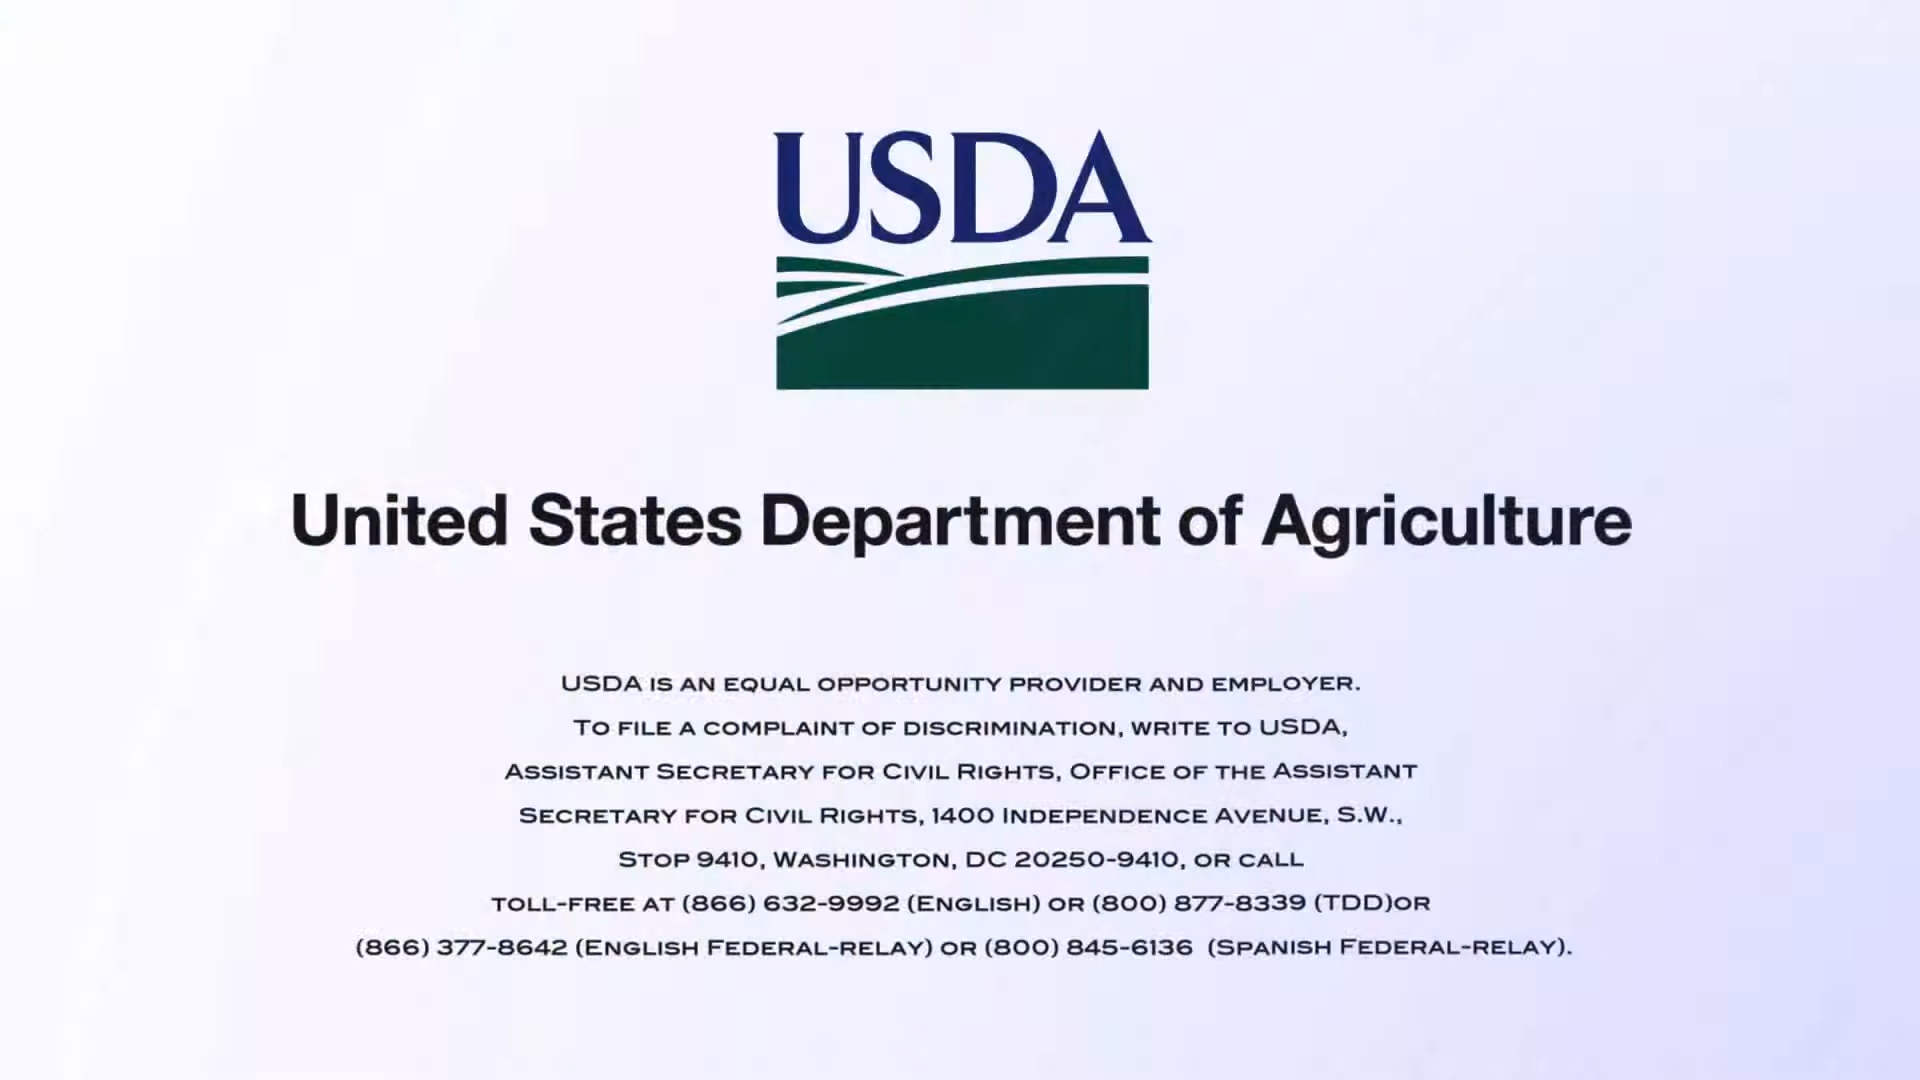 USDA
United States Department of Agriculture
USDA is an equal opportunity provider and employer.
To file a complaint of discrimination, write to USDA,
Assistant Secretary for Civil Rights, Office of the Assistant
Secretary for Civil Rights, 1400 Independence Avenue, S.W.,
Stop 9410, Washington, DC 20250-9410, or call
toll-free at (866) 632-9992 (English) or (800) 877-8339 (TDD)or
(866) 377-8642 (English Federal-relay) or (800) 845-6136 (Spanish Federal-relay).